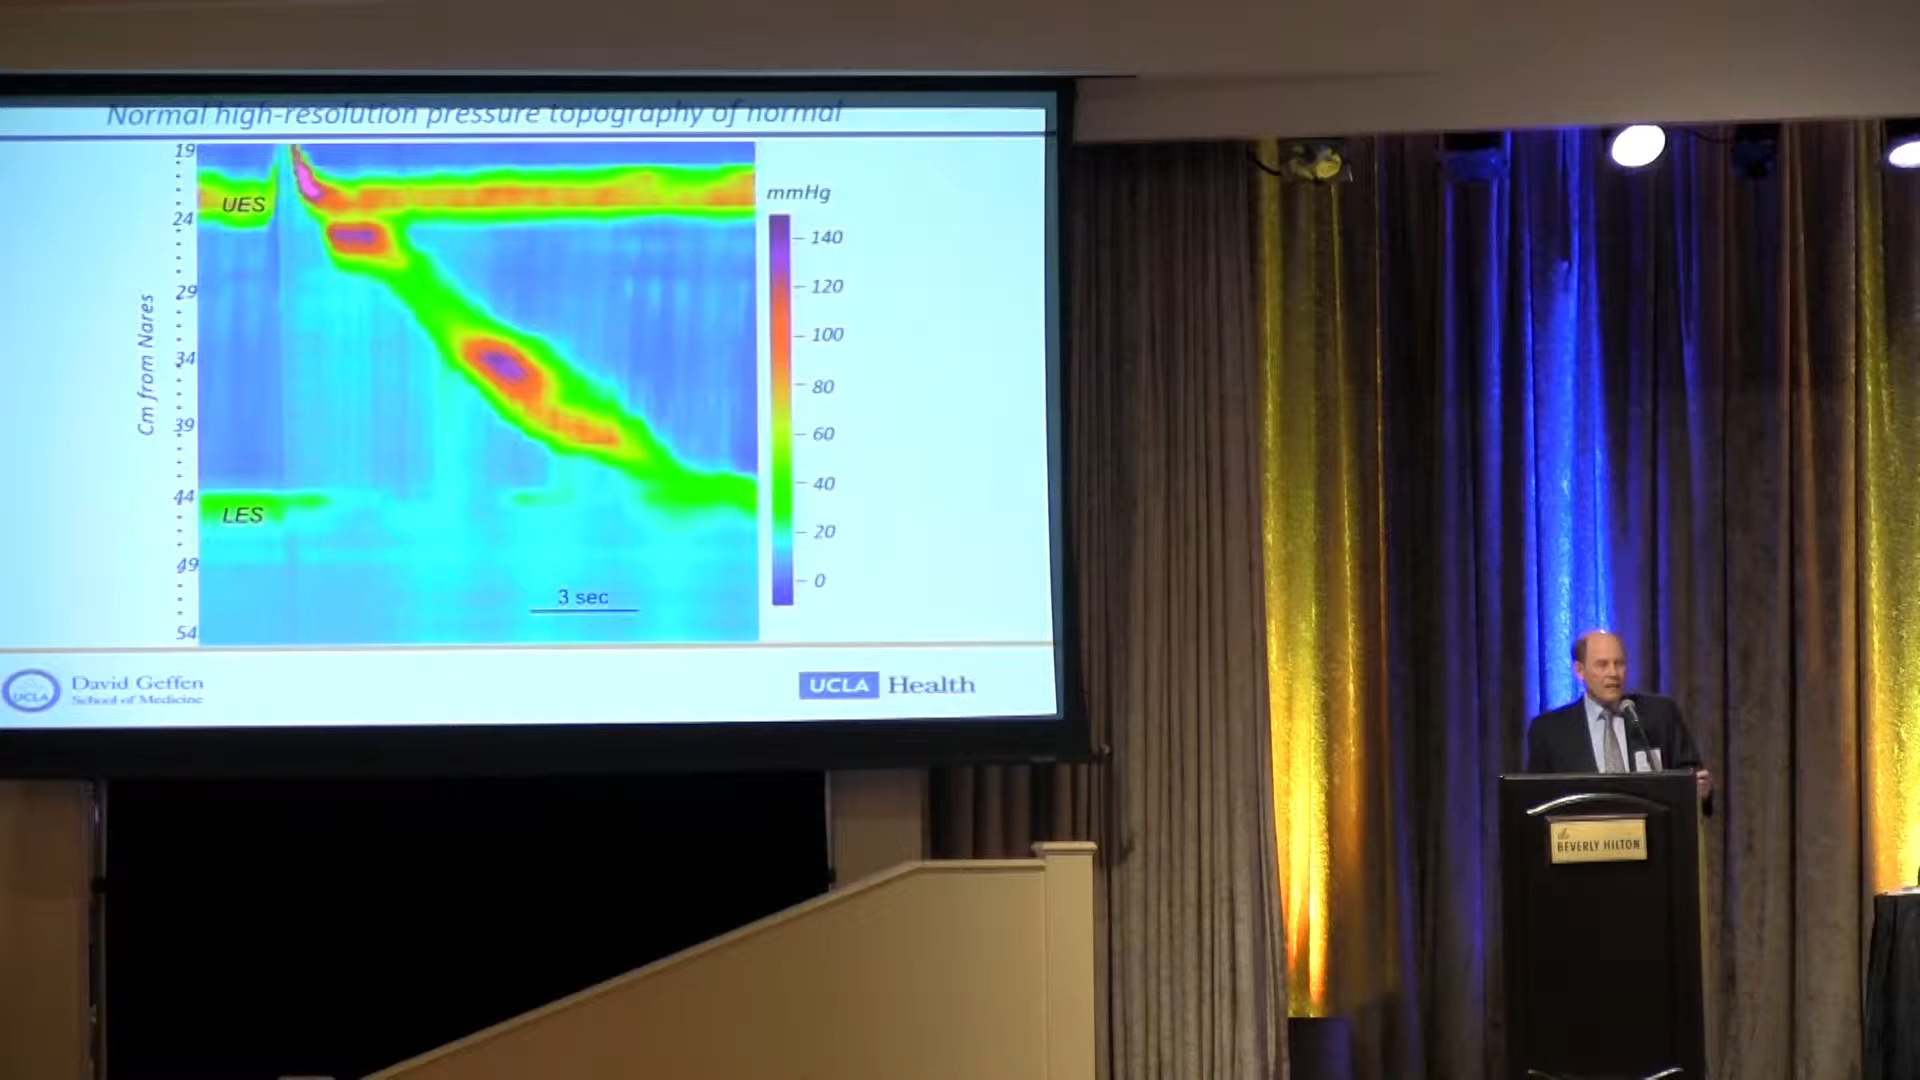 Normal high-resolution pressure topography of normal
19
24
29
34
39
44
49
54
Cm from Nares
UES
LES
3 sec
mmHg
140
120
100
80
60
40
20
0
UCLA
David Geffen
School of Medicine
UCLA Health
BEVERLY HILTON